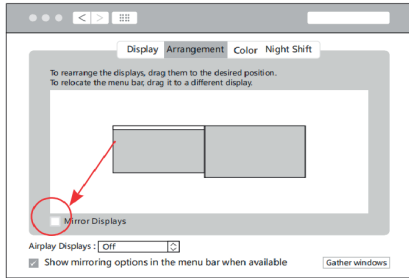 Display Arrangement Color Night Shift
To rearrange the displays, drag them to the desired position.
To relocate the menu bar, drag it to a different display.
Mirror Displays
Airplay Displays : Off
Show mirroring options in the menu bar when available
Gather windows